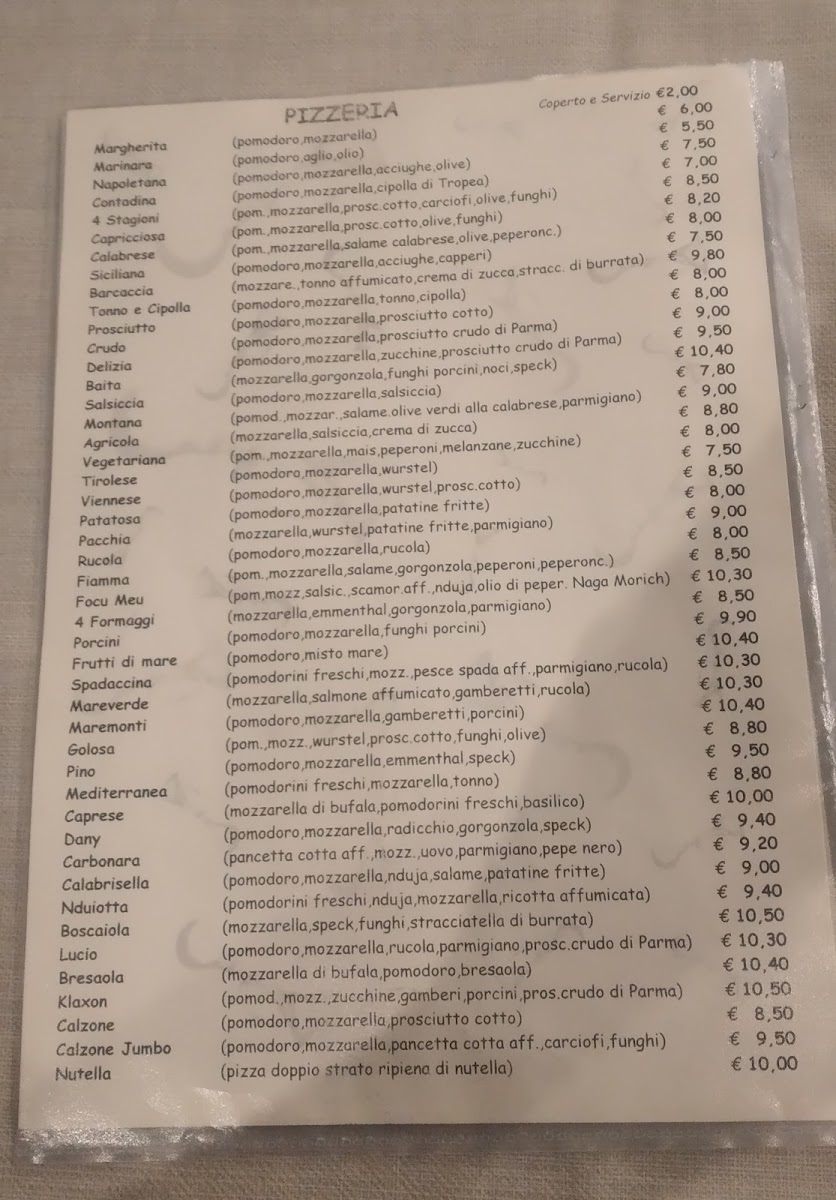 PIZZERIA Coperto e Servizio €2,00
Margherita (pomodoro,mozzarella) € 6,00
Marinara (pomodoro,aglio,olio) € 5,50
Napoletana (pomodoro,mozzarella,acciughe,olive) € 7,50
Contadina (pomodoro,mozzarella,cipolla di Tropea) € 7,00
4 Stagioni (pom.,mozzarella,prosc.cotto,carciofi,olive,funghi) € 8,50
Capricciosa (pom.,mozzarella,prosc.cotto,olive,funghi) € 8,20
Calabrese (pom.,mozzarella,salame calabrese,olive,peperonc.) € 8,00
Siciliana (pomodoro,mozzarella,acciughe,capperi) € 7,50
Barcaccia (mozzare.,tonno affumicato,crema di zucca,stracc. di burrata) € 9,80
Tonno e Cipolla (pomodoro,mozzarella,tonno,cipolla) € 8,00
Prosciutto (pomodoro,mozzarella,prosciutto cotto) € 8,00
Crudo (pomodoro,mozzarella,prosciutto crudo di Parma) € 9,00
Delizia (pomodoro,mozzarella,zucchine,prosciutto crudo di Parma) € 9,50
Baita (mozzarella,gorgonzola,funghi porcini,noci,speck) € 10,40
Salsiccia (pomodoro,mozzarella,salsiccia) € 7,80
Montana (pomod.,mozzar.,salame.olive verdi alla calabrese,parmigiano) € 9,00
Agricola (mozzarella,salsiccia,crema di zucca) € 8,80
Vegetariana (pom.,mozzarella,mais,peperoni,melanzane,zucchine) € 8,00
Tirolese (pomodoro,mozzarella,wurstel) € 7,50
Viennese (pomodoro,mozzarella,wurstel,prosc.cotto) € 8,50
Patatosa (pomodoro,mozzarella,patatine fritte) € 8,00
Pacchia (mozzarella,wurstel,patatine fritte,parmigiano) € 9,00
Rucola (pomodoro,mozzarella,rucola) € 8,00
Fiamma (pom.,mozzarella,salame,gorgonzola,peperoni,peperonc.) € 8,50
Focu Meu (pom,mozz,salsic.,scamor.aff.,nduja,olio di peper. Naga Morich) € 10,30
4 Formaggi (mozzarella,emmenthal,gorgonzola,parmigiano) € 8,50
Porcini (pomodoro,mozzarella,funghi porcini) € 9,90
Frutti di mare (pomodoro,misto mare) € 10,40
Spadaccina (pomodorini freschi,mozz.,pesce spada aff.,parmigiano,rucola) € 10,30
Mareverde (mozzarella,salmone affumicato,gamberetti,rucola) € 10,30
Maremonti (pomodoro,mozzarella,gamberetti,porcini) € 10,40
Golosa (pom.,mozz.,wurstel,prosc.cotto,funghi,olive) € 8,80
Pino (pomodoro,mozzarella,emmenthal,speck) € 9,50
Mediterranea (pomodorini freschi,mozzarella,tonno) € 8,80
Caprese (mozzarella di bufala,pomodorini freschi,basilico) € 10,00
Dany (pomodoro,mozzarella,radicchio,gorgonzola,speck) € 9,40
Carbonara (pancetta cotta aff.,mozz.,uovo,parmigiano,pepe nero) € 9,20
Calabrisella (pomodoro,mozzarella,nduja,salame,patatine fritte) € 9,00
Nduiotta (pomodorini freschi,nduja,mozzarella,ricotta affumicata) € 9,40
Boscaiola (mozzarella,speck,funghi,stracciatella di burrata) € 10,50
Lucio (pomodoro,mozzarella,rucola,parmigiano,prosc.crudo di Parma) € 10,30
Bresaola (mozzarella di bufala,pomodoro,bresaola) € 10,40
Klaxon (pomod.,mozz.,zucchine,gamberi,porcini,pros.crudo di Parma) € 10,50
Calzone (pomodoro,mozzarella,prosciutto cotto) € 8,50
Calzone Jumbo (pomodoro,mozzarella,pancetta cotta aff.,carciofi,funghi) € 9,50
Nutella (pizza doppio strato ripiena di nutella) € 10,00